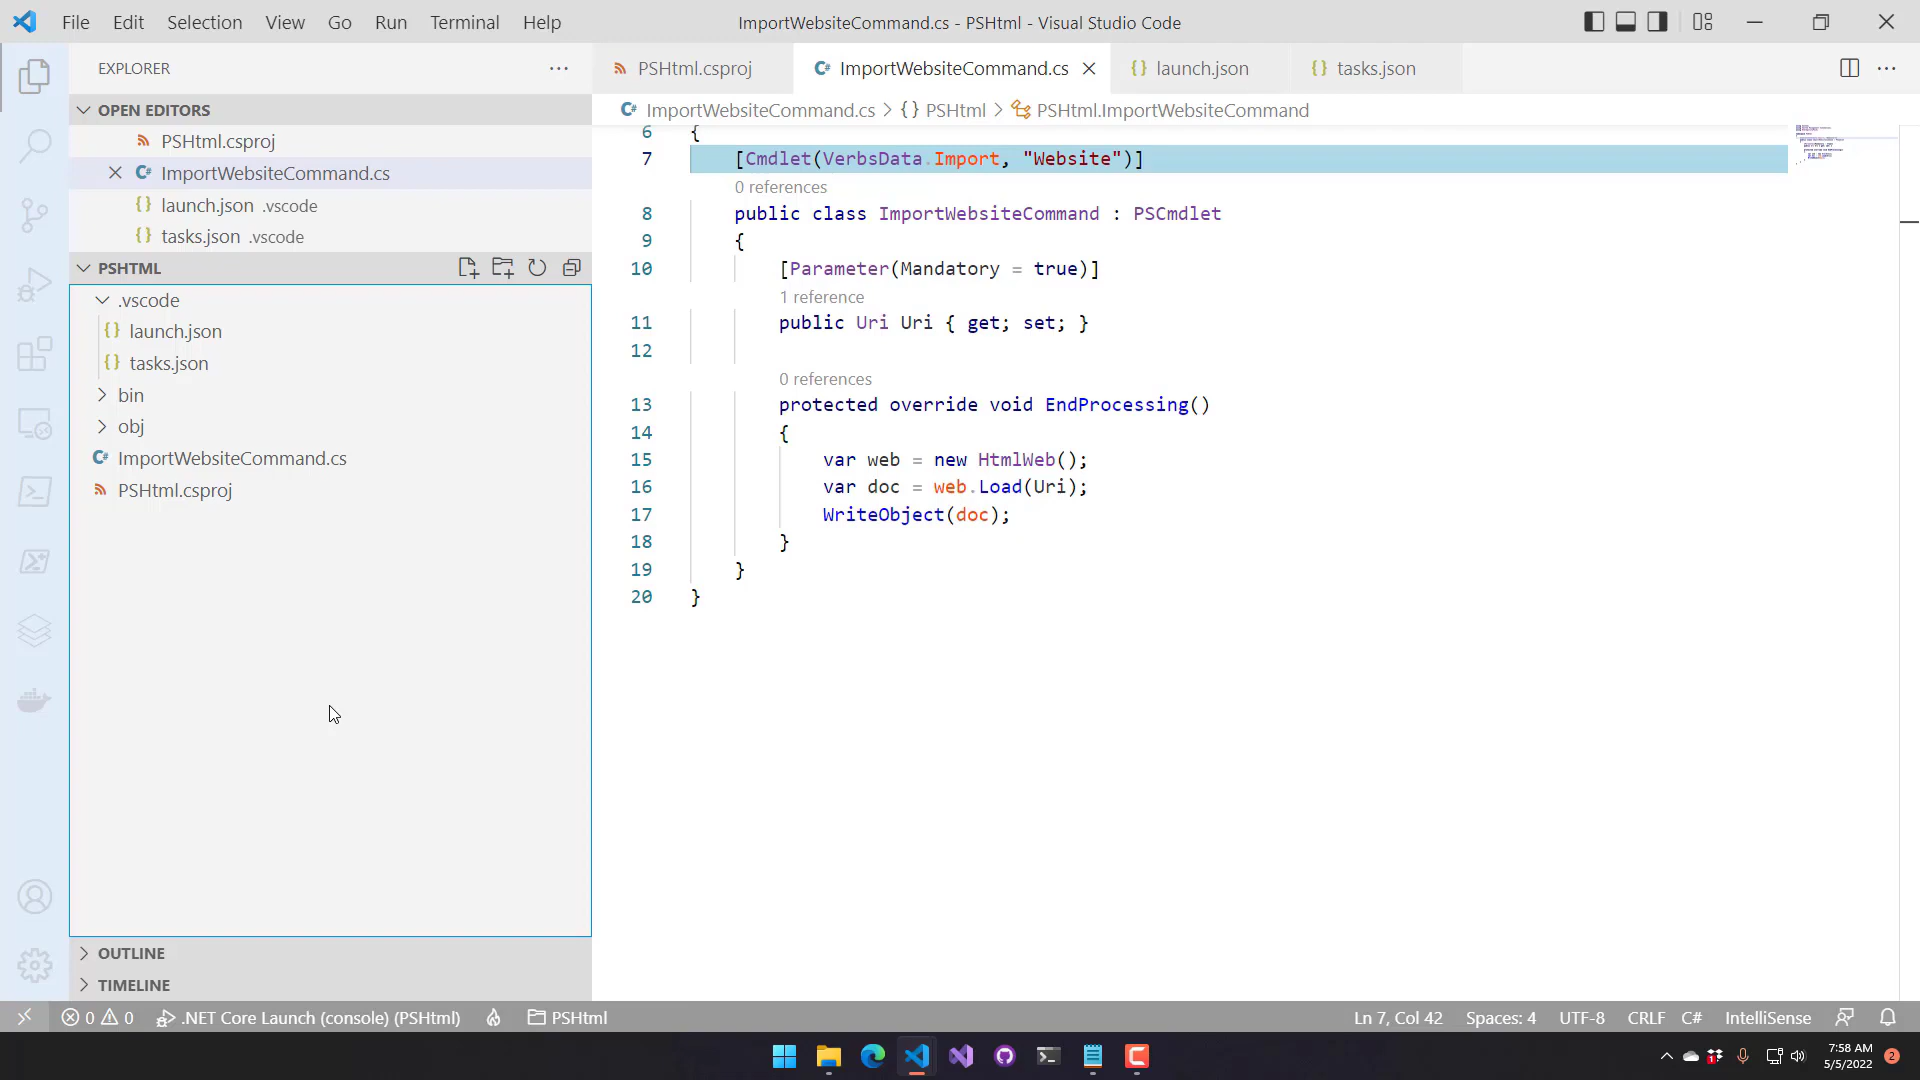 File Edit Selection View Go Run Terminal Help
ImportWebsiteCommand.cs - PSHtml - Visual Studio Code
EXPLORER
OPEN EDITORS
PSHtml.csproj
ImportWebsiteCommand.cs
launch.json .vscode
tasks.json .vscode
PSHTML
.vscode
launch.json
tasks.json
bin
obj
ImportWebsiteCommand.cs
PSHtml.csproj
OUTLINE
TIMELINE
PSHtml.csproj ImportWebsiteCommand.cs launch.json tasks.json
ImportWebsiteCommand.cs > {} PSHtml > PSHtml.ImportWebsiteCommand
6 {
7 [Cmdlet(VerbsData.Import, "Website")]
0 references
8 public class ImportWebsiteCommand : PSCmdlet
9 {
10 [Parameter(Mandatory = true)]
1 reference
11 public Uri Uri { get; set; }
12
0 references
13 protected override void EndProcessing()
14 {
15 var web = new HtmlWeb();
16 var doc = web.Load(Uri);
17 WriteObject(doc);
18 }
19 }
20 }
0 0 .NET Core Launch (console) (PSHtml) PSHtml Ln 7, Col 42 Spaces: 4 UTF-8 CRLF C# IntelliSense
7:58 AM
5/5/2022
2